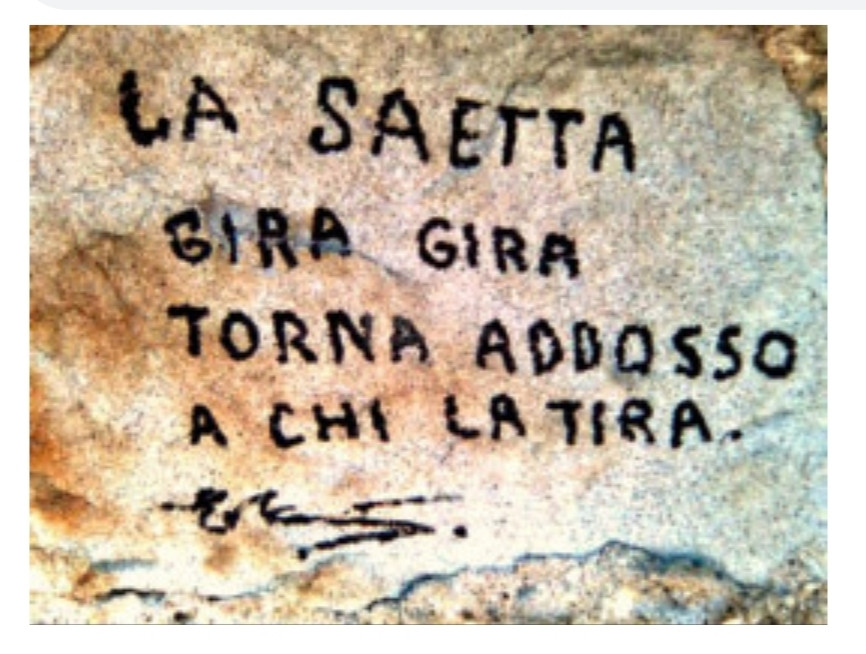 LA SAETTA
GIRA GIRA
TORNA ADDOSSO
A CHI LA TIRA.